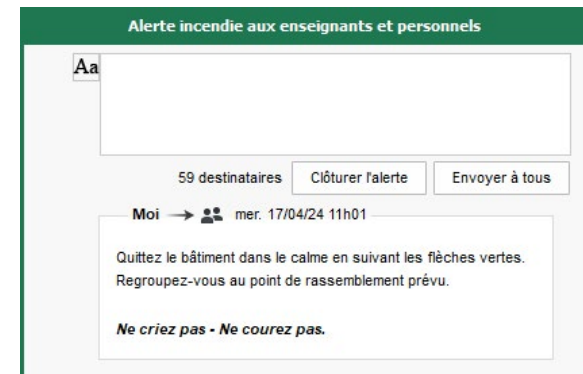 Alerte incendie aux enseignants et personnels
Aa
59 destinataires Clôturer l'alerte Envoyer à tous
Moi mer. 17/04/24 11h01
Quittez le bâtiment dans le calme en suivant les flèches vertes.
Regroupez-vous au point de rassemblement prévu.
Ne criez pas - Ne courez pas.